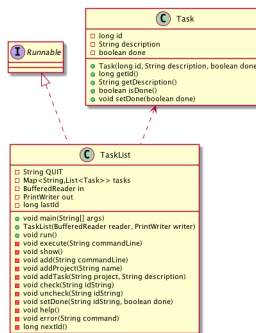 C Task
long id
String description
boolean done
Task(long id, String description, boolean done
long getId()
String getDescription()
boolean isDone()
void setDone(boolean done)
I Runnable
C TaskList
String QUIT
Map<String,List<Task>> tasks
BufferedReader in
PrintWriter out
long lastId
void main(String[] args)
TaskList(BufferedReader reader, PrintWriter writer)
void run()
void execute(String commandLine)
void show()
void add(String commandLine)
void addProject(String name)
void addTask(String project, String description)
void check(String idString)
void uncheck(String idString)
void setDone(String idString, boolean done)
void help()
void error(String command)
long nextId()